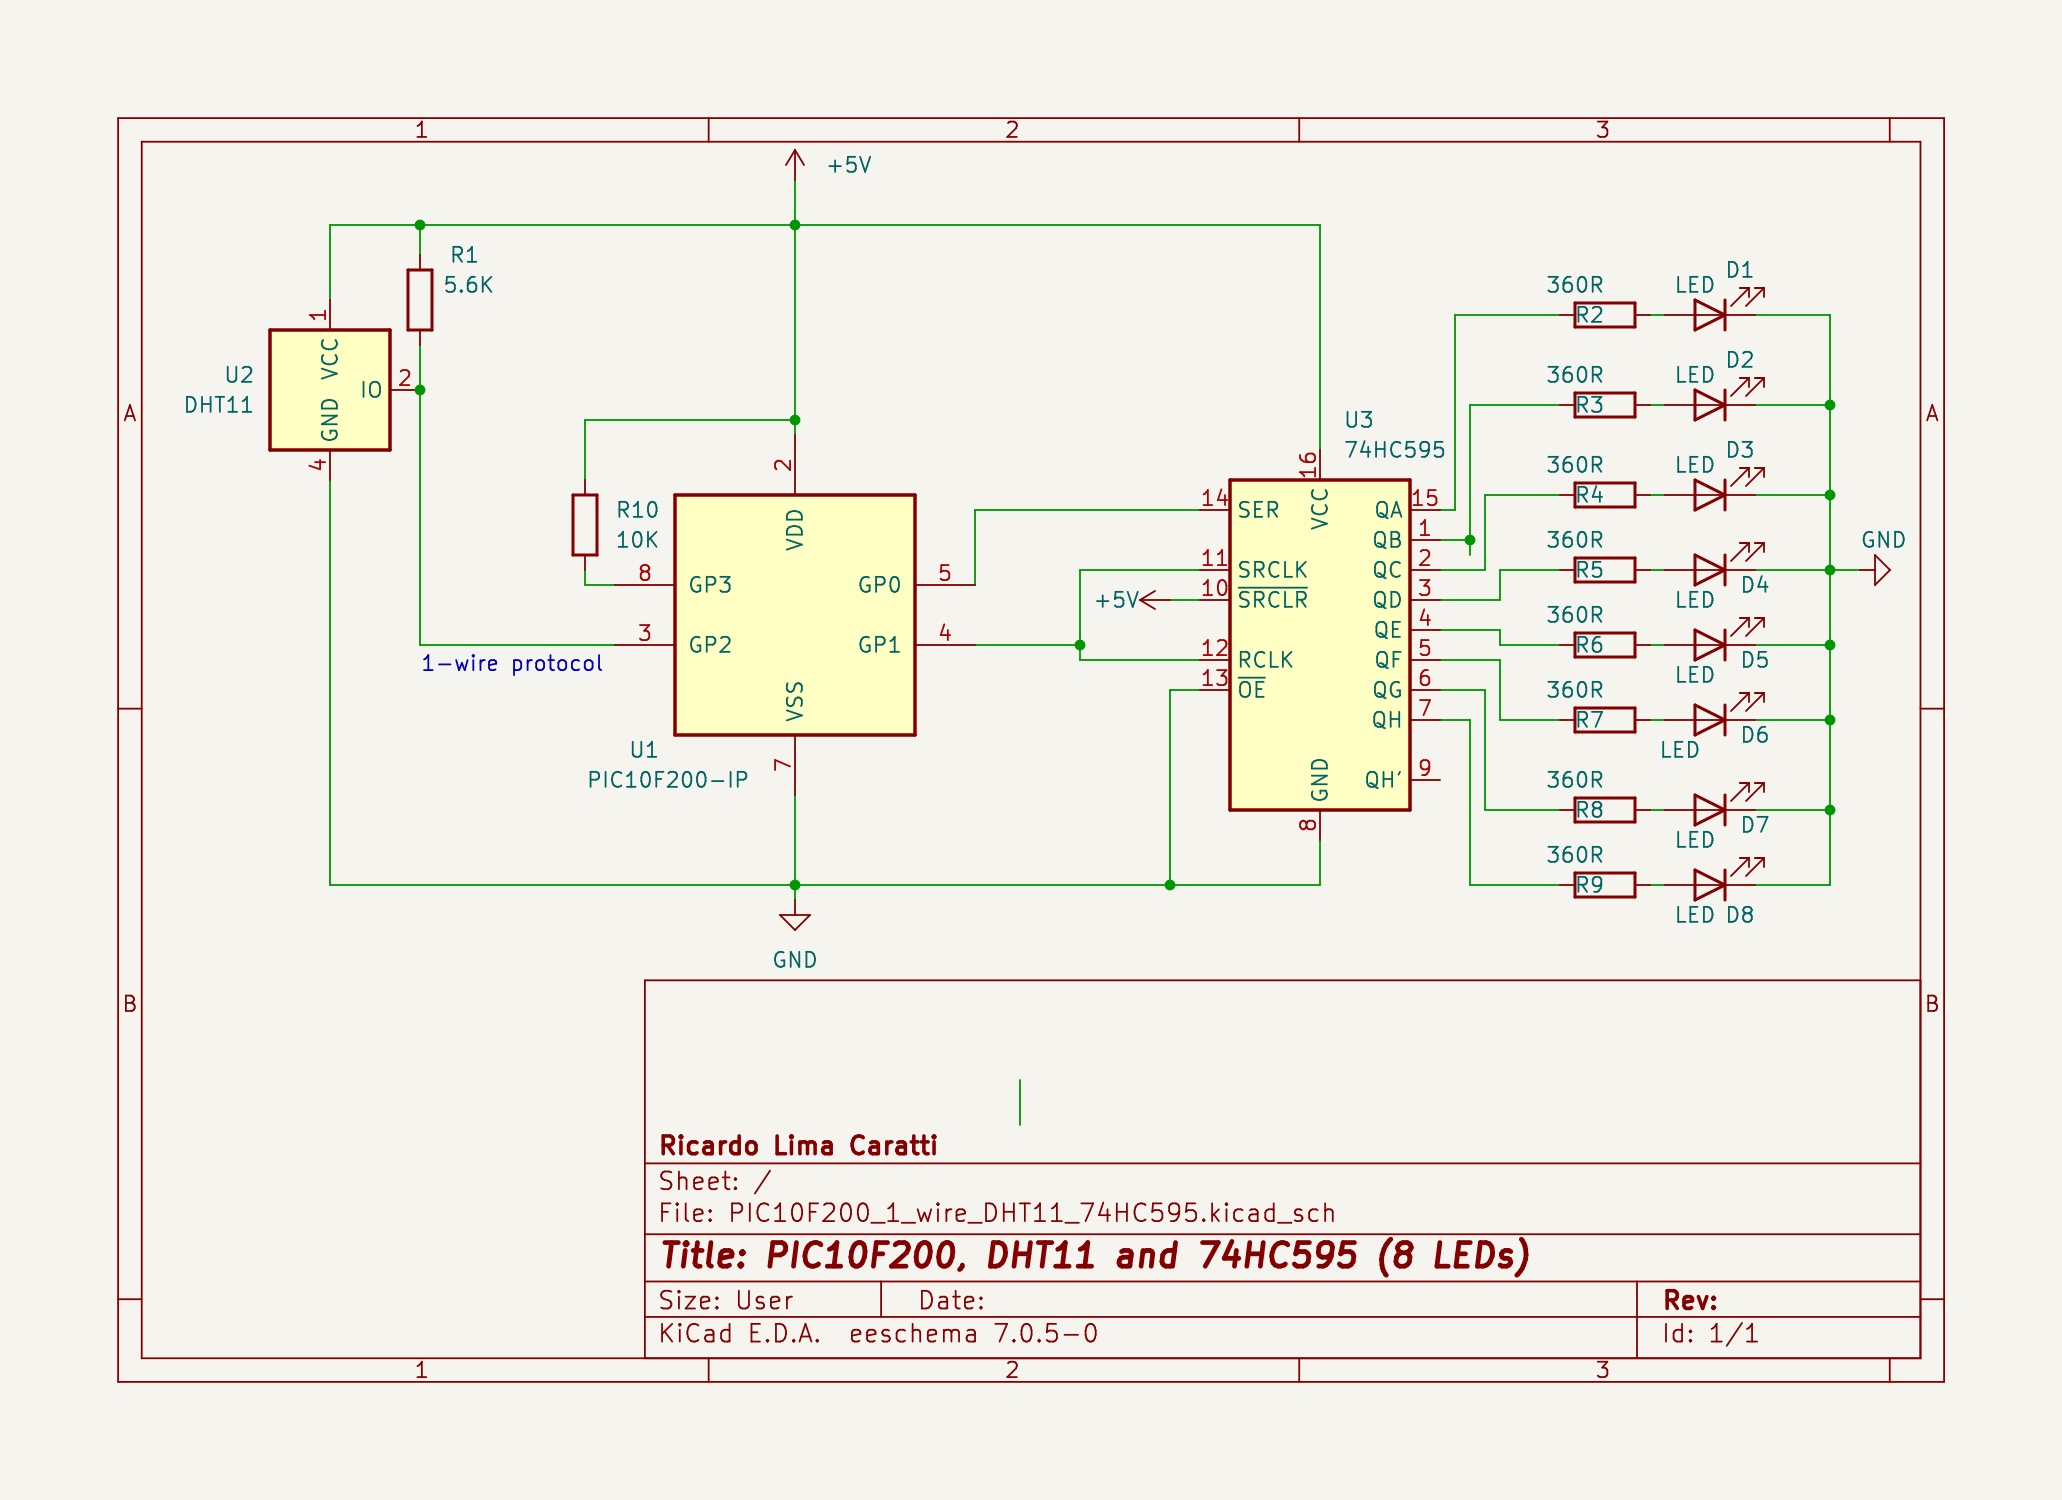 1 2 3
+5V
R1
5.6K
1
VCC
IO
GND
2
4
U2
DHT11
A
A
R10
10K
2
VDD
8 GP3
GP0 5
3 GP2
GP1 4
VSS
7
1-wire protocol
U1
PIC10F200-IP
GND
U3
74HC595
16
VCC
14 SER
11 SRCLK
+5V
10 SRCLR
12 RCLK
13 OE
QA 15
QB 1
QC 2
QD 3
QE 4
QF 5
QG 6
QH 7
QH' 9
GND
8
360R
R2
LED
D1
360R
R3
LED
D2
360R
R4
LED
D3
360R
R5
LED
D4
360R
R6
LED
D5
360R
R7
LED
D6
360R
R8
LED
D7
360R
R9
LED D8
GND
B
B
Ricardo Lima Caratti
Sheet: /
File: PIC10F200_1_wire_DHT11_74HC595.kicad_sch
Title: PIC10F200, DHT11 and 74HC595 (8 LEDs)
Size: User
Date:
Rev:
KiCad E.D.A. eeschema 7.0.5-0
Id: 1/1
1 2 3